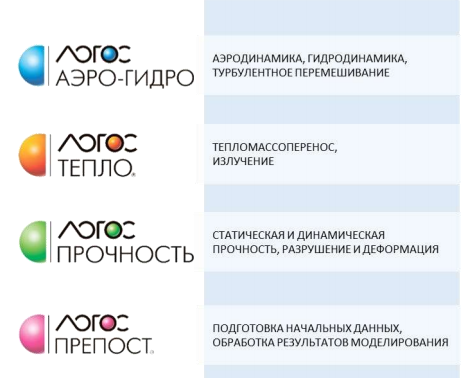 ЛОГОС
АЭРО-ГИДРО
АЭРОДИНАМИКА, ГИДРОДИНАМИКА,
ТУРБУЛЕНТНОЕ ПЕРЕМЕШИВАНИЕ
ЛОГОС
ТЕПЛО®
ТЕПЛОМАССОПЕРЕНОС,
ИЗЛУЧЕНИЕ
ЛОГОС
ПРОЧНОСТЬ
СТАТИЧЕСКАЯ И ДИНАМИЧЕСКАЯ
ПРОЧНОСТЬ, РАЗРУШЕНИЕ И ДЕФОРМАЦИЯ
ЛОГОС
ПРЕПОСТ®
ПОДГОТОВКА НАЧАЛЬНЫХ ДАННЫХ,
ОБРАБОТКА РЕЗУЛЬТАТОВ МОДЕЛИРОВАНИЯ